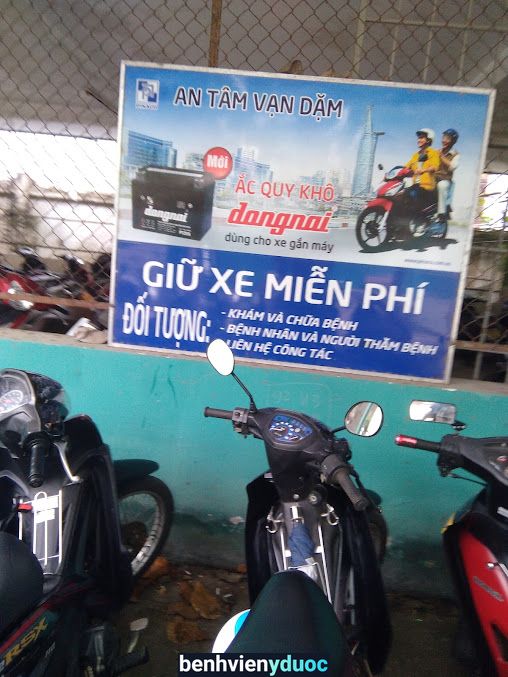 AN TÂM VẠN DẶM
Mới
ẮC QUY KHÔ
dongnai
dùng cho xe gắn máy
dongnai
GIỮ XE MIỄN PHÍ
ĐỐI TƯỢNG:
- KHÁM VÀ CHỮA BỆNH
- BỆNH NHÂN VÀ NGƯỜI THĂM BỆNH
- LIÊN HỆ CÔNG TÁC
benhvienyduoc